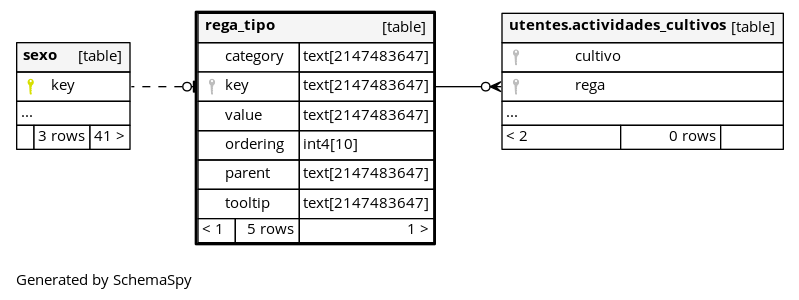 sexo [table]
key
...
3 rows 41 >
rega_tipo [table]
category text[2147483647]
key text[2147483647]
value text[2147483647]
ordering int4[10]
parent text[2147483647]
tooltip text[2147483647]
< 1 5 rows 1 >
utentes.actividades_cultivos [table]
cultivo
rega
...
< 2 0 rows
Generated by SchemaSpy